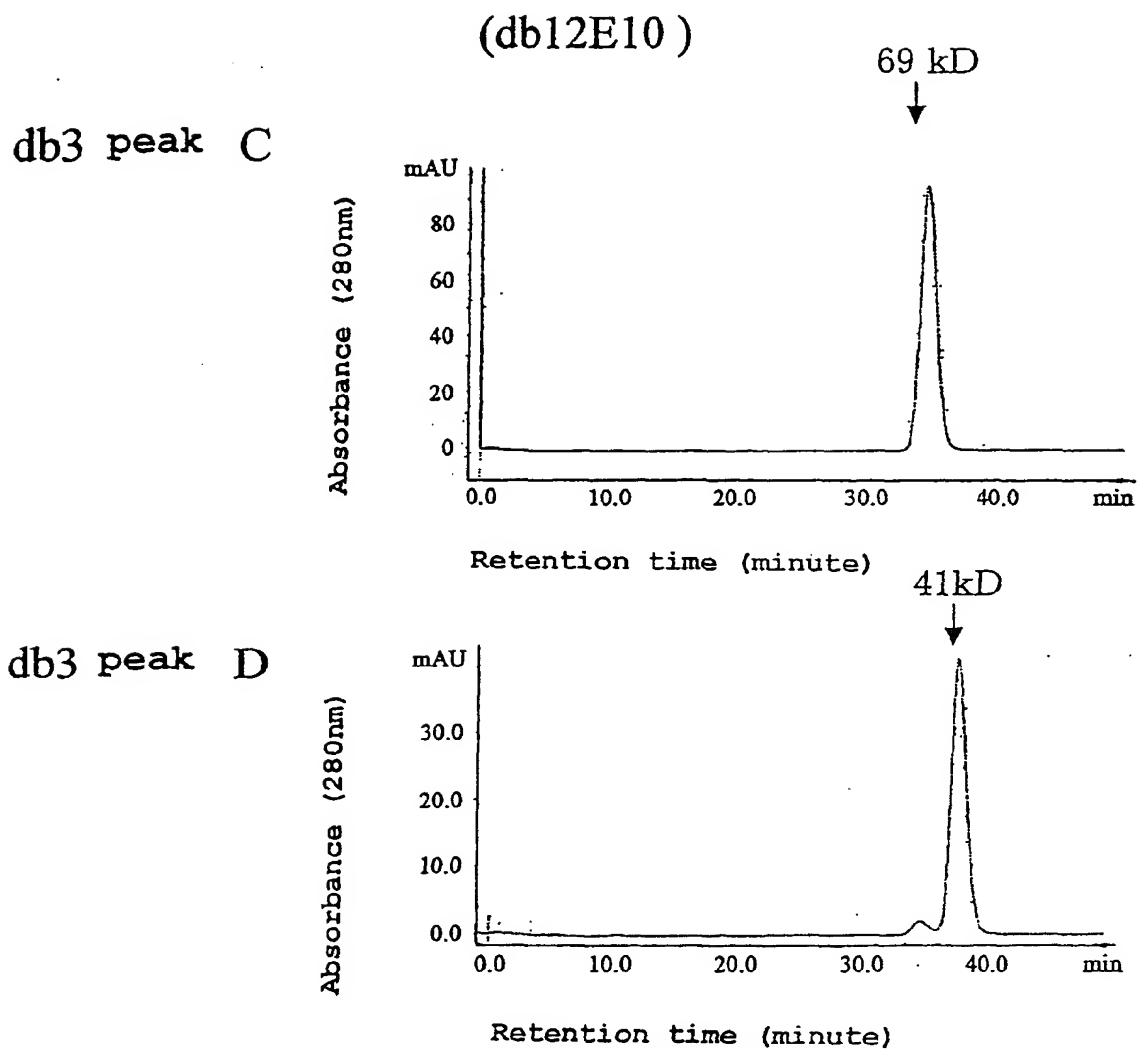 (db12E10 )
69 kD
db3 peak C
mAU
80
60
40
20
0
Absorbance (280nm)
0.0 10.0 20.0 30.0 40.0 min
Retention time (minute)
41kD
db3 peak D
mAU
30.0
20.0
10.0
0.0
Absorbance (280nm)
0.0 10.0 20.0 30.0 40.0 min
Retention time (minute)